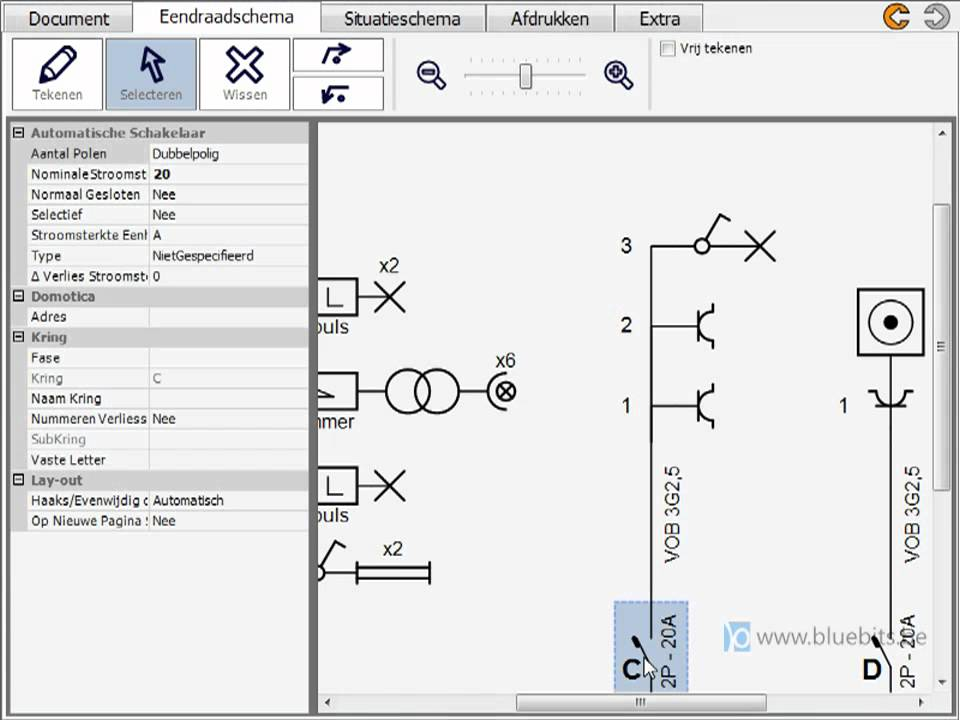 Document Eendraadschema Situatieschema Afdrukken Extra
Tekenen Selecteren Wissen
Vrij tekenen
Automatische Schakelaar
Aantal Polen Dubbelpolig
Nominale Stroomst 20
Normaal Gesloten Nee
Selectief Nee
Stroomsterkte Eenh A
Type NietGespecifieerd
Δ Verlies Stroomste 0
Domotica
Adres
Kring
Fase
Kring C
Naam Kring
Nummeren Verliess Nee
SubKring
Vaste Letter
Lay-out
Haaks/Evenwijdig o Automatisch
Op Nieuwe Pagina S Nee
x2
L
puls
x6
mmer
L
puls
x2
3
2
1
VOB 3G2,5
C
2P - 20A
1
VOB 3G2,5
D
2P - 20A
www.bluebits.be